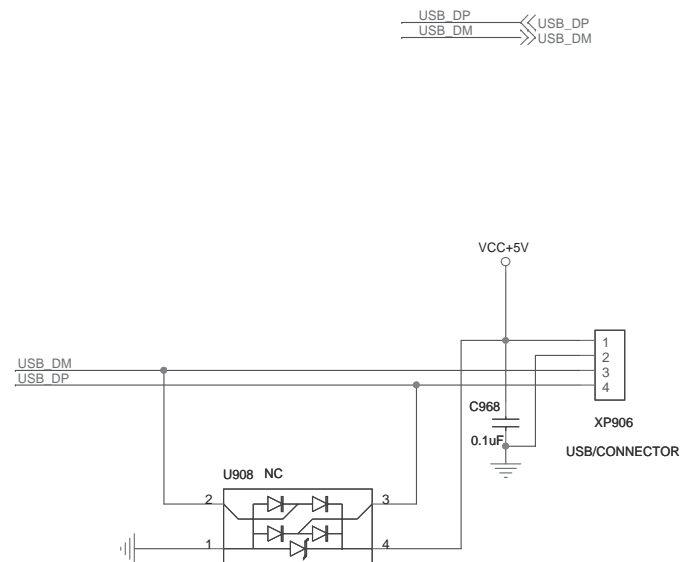 USB_DP
USB_DP
USB_DM
USB_DM
VCC+5V
1
2
USB_DM
3
USB_DP
4
C968
XP906
0.1uF
USB/CONNECTOR
U908 NC
2
3
1
4